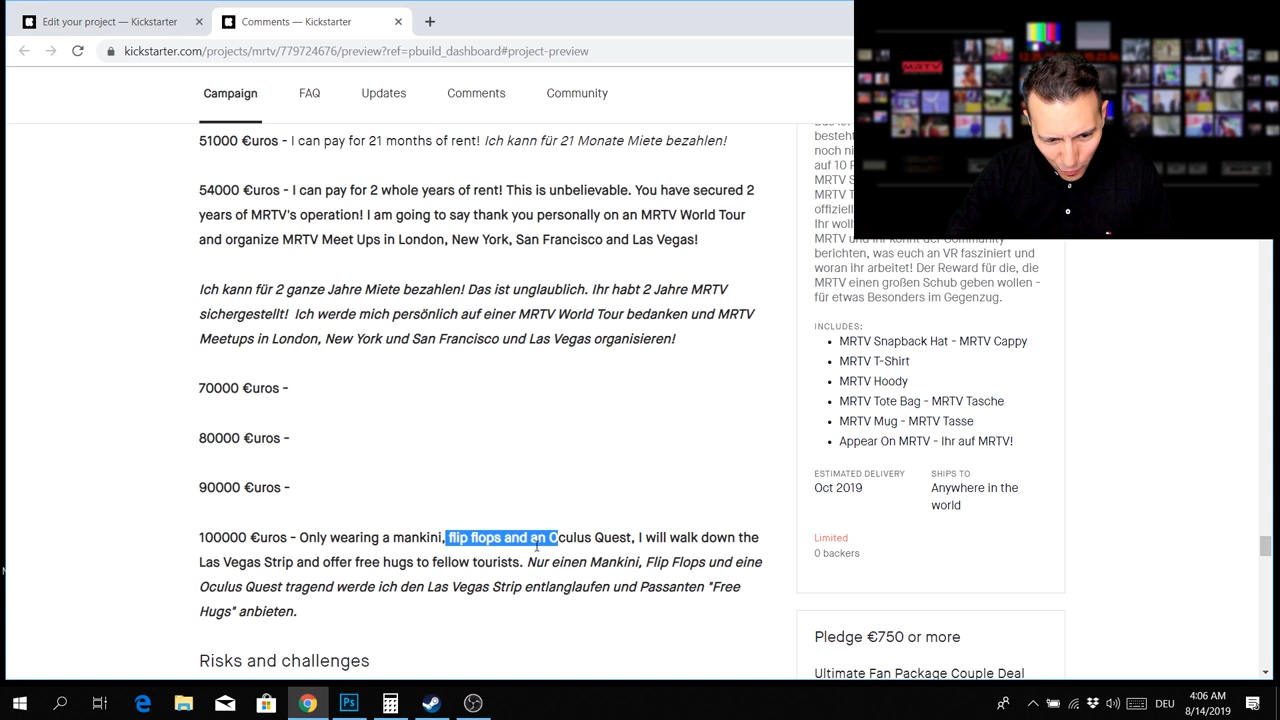 Edit your project — Kickstarter
Comments — Kickstarter
kickstarter.com/projects/mrtv/779724676/preview?ref=pbuild_dashboard#project-preview
MRTV
Campaign
FAQ
Updates
Comments
Community
51000 €uros - I can pay for 21 months of rent! Ich kann für 21 Monate Miete bezahlen!
54000 €uros - I can pay for 2 whole years of rent! This is unbelievable. You have secured 2
years of MRTV's operation! I am going to say thank you personally on an MRTV World Tour
and organize MRTV Meet Ups in London, New York, San Francisco and Las Vegas!
Ich kann für 2 ganze Jahre Miete bezahlen! Das ist unglaublich. Ihr habt 2 Jahre MRTV
sichergestellt! Ich werde mich persönlich auf einer MRTV World Tour bedanken und MRTV
Meetups in London, New York und San Francisco und Las Vegas organisieren!
70000 €uros -
80000 €uros -
90000 €uros -
100000 €uros - Only wearing a mankini, flip flops and an Oculus Quest, I will walk down the
Las Vegas Strip and offer free hugs to fellow tourists. Nur einen Mankini, Flip Flops und eine
Oculus Quest tragend werde ich den Las Vegas Strip entlanglaufen und Passanten "Free
Hugs" anbieten.
Risks and challenges
besteht
noch ni
auf 10 F
MRTV S
MRTV T
offiziell
Ihr woll
MRTV und ihr könnt der Community
berichten, was euch an VR fasziniert und
woran ihr arbeitet! Der Reward für die, die
MRTV einen großen Schub geben wollen -
für etwas Besonders im Gegenzug.
INCLUDES:
• MRTV Snapback Hat - MRTV Cappy
• MRTV T-Shirt
• MRTV Hoody
• MRTV Tote Bag - MRTV Tasche
• MRTV Mug - MRTV Tasse
• Appear On MRTV - Ihr auf MRTV!
ESTIMATED DELIVERY
Oct 2019
SHIPS TO
Anywhere in the
world
Limited
0 backers
Pledge €750 or more
Ultimate Fan Package Couple Deal
DEU
4:06 AM
8/14/2019